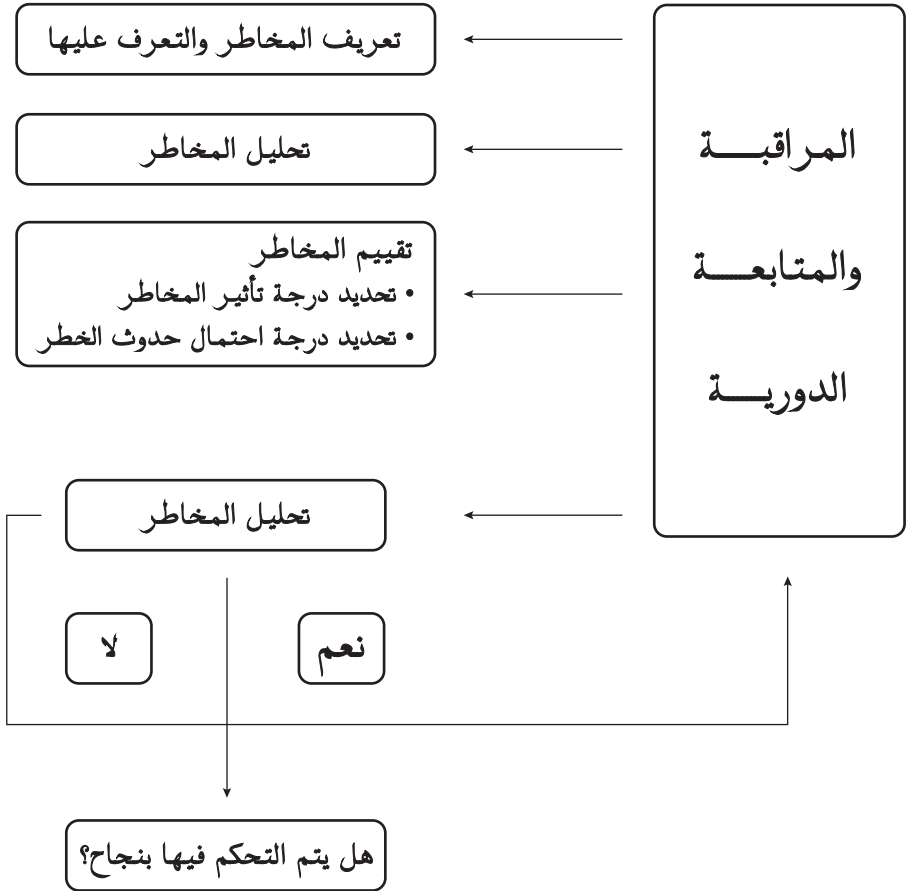 المراقبة
والمتابعة
الدورية
تعريف المخاطر والتعرف عليها
تحليل المخاطر
تقييم المخاطر
• تحديد درجة تأثير المخاطر
• تحديد درجة احتمال حدوث الخطر
تحليل المخاطر
نعم
لا
هل يتم التحكم فيها بنجاح؟